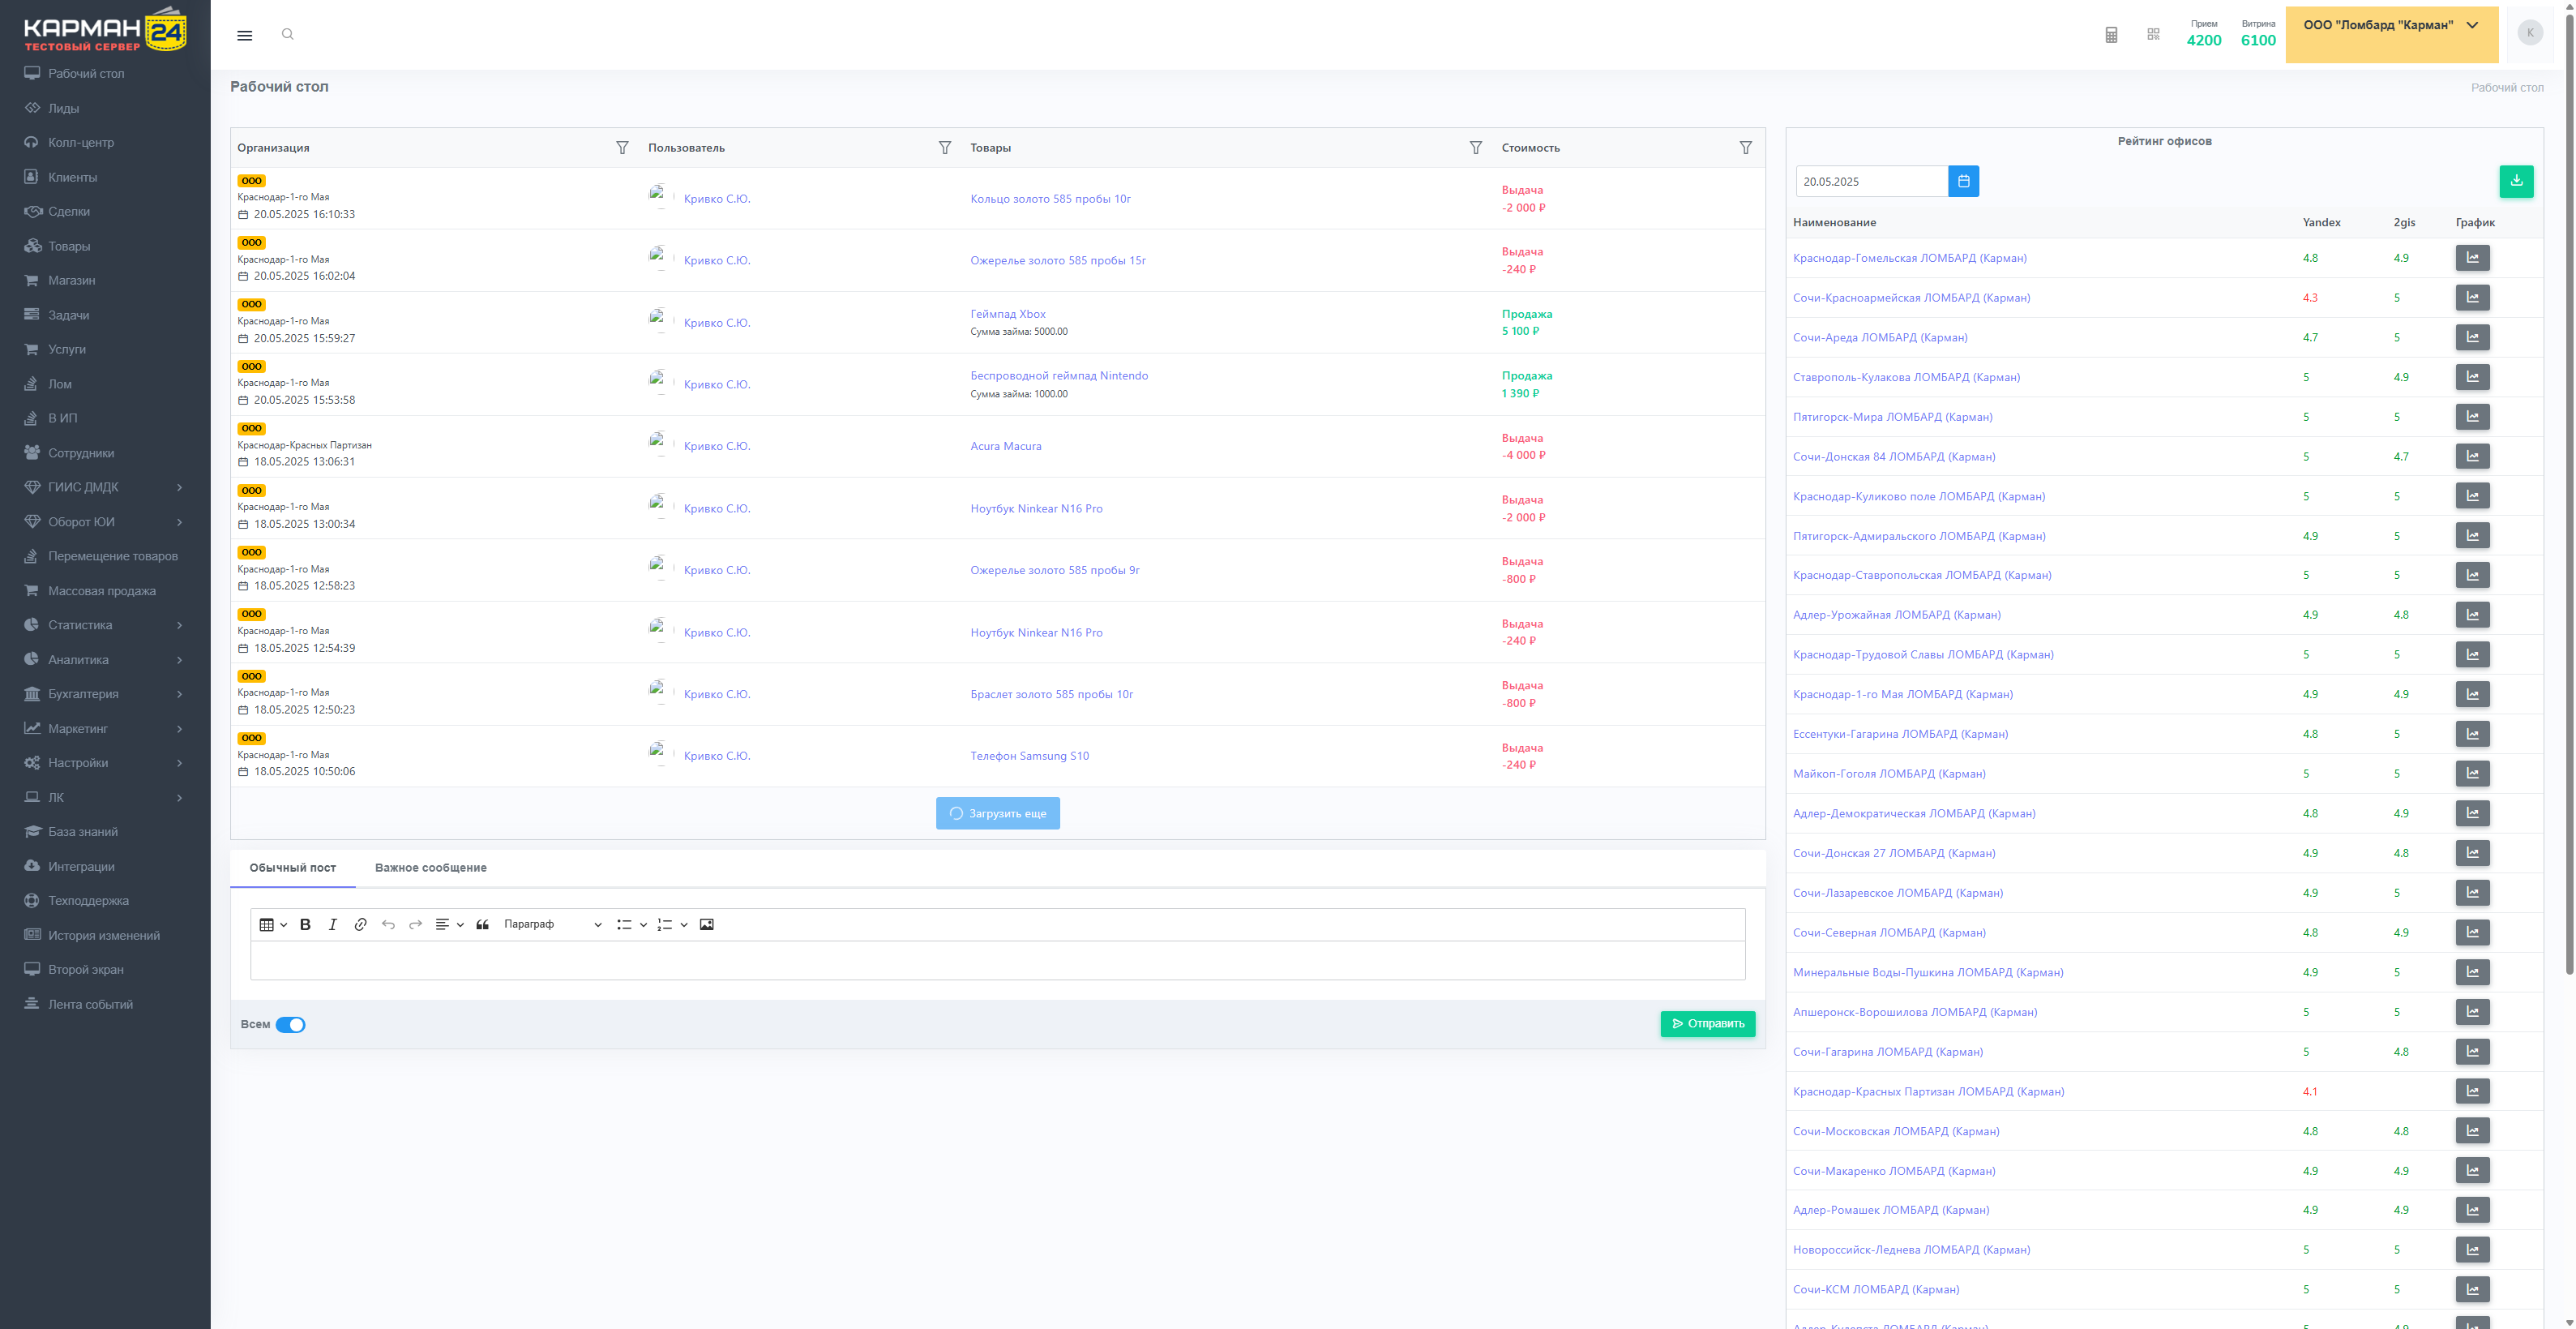 КАРМАН 24
ТЕСТОВЫЙ СЕРВЕР
Рабочий стол
Лиды
Колл-центр
Клиенты
Сделки
Товары
Магазин
Задачи
Услуги
Лом
В ИП
Сотрудники
ГИИС ДМДК
Оборот ЮИ
Перемещение товаров
Массовая продажа
Статистика
Аналитика
Бухгалтерия
Маркетинг
Настройки
ЛК
База знаний
Интеграции
Техподдержка
История изменений
Второй экран
Лента событий
Прием
4200
Витрина
6100
ООО "Ломбард "Карман"
К
Рабочий стол
Рабочий стол
Организация Пользователь Товары Стоимость
ООО
Краснодар-1-го Мая
20.05.2025 16:10:33
Кривко С.Ю.
Кольцо золото 585 пробы 10г
Выдача
-2 000 ₽
ООО
Краснодар-1-го Мая
20.05.2025 16:02:04
Кривко С.Ю.
Ожерелье золото 585 пробы 15г
Выдача
-240 ₽
ООО
Краснодар-1-го Мая
20.05.2025 15:59:27
Кривко С.Ю.
Геймпад Xbox
Сумма займа: 5000.00
Продажа
5 100 ₽
ООО
Краснодар-1-го Мая
20.05.2025 15:53:58
Кривко С.Ю.
Беспроводной геймпад Nintendo
Сумма займа: 1000.00
Продажа
1 390 ₽
ООО
Краснодар-Красных Партизан
18.05.2025 13:06:31
Кривко С.Ю.
Acura Macura
Выдача
-4 000 ₽
ООО
Краснодар-1-го Мая
18.05.2025 13:00:34
Кривко С.Ю.
Ноутбук Ninkear N16 Pro
Выдача
-2 000 ₽
ООО
Краснодар-1-го Мая
18.05.2025 12:58:23
Кривко С.Ю.
Ожерелье золото 585 пробы 9г
Выдача
-800 ₽
ООО
Краснодар-1-го Мая
18.05.2025 12:54:39
Кривко С.Ю.
Ноутбук Ninkear N16 Pro
Выдача
-240 ₽
ООО
Краснодар-1-го Мая
18.05.2025 12:50:23
Кривко С.Ю.
Браслет золото 585 пробы 10г
Выдача
-800 ₽
ООО
Краснодар-1-го Мая
18.05.2025 10:50:06
Кривко С.Ю.
Телефон Samsung S10
Выдача
-240 ₽
Загрузить еще
Обычный пост Важное сообщение
Параграф
Всем
Отправить
Рейтинг офисов
20.05.2025
Наименование Yandex 2gis График
Краснодар-Гомельская ЛОМБАРД (Карман) 4.8 4.9
Сочи-Красноармейская ЛОМБАРД (Карман) 4.3 5
Сочи-Ареда ЛОМБАРД (Карман) 4.7 5
Ставрополь-Кулакова ЛОМБАРД (Карман) 5 4.9
Пятигорск-Мира ЛОМБАРД (Карман) 5 5
Сочи-Донская 84 ЛОМБАРД (Карман) 5 4.7
Краснодар-Куликово поле ЛОМБАРД (Карман) 5 5
Пятигорск-Адмиральского ЛОМБАРД (Карман) 4.9 5
Краснодар-Ставропольская ЛОМБАРД (Карман) 5 5
Адлер-Урожайная ЛОМБАРД (Карман) 4.9 4.8
Краснодар-Трудовой Славы ЛОМБАРД (Карман) 5 5
Краснодар-1-го Мая ЛОМБАРД (Карман) 4.9 4.9
Ессентуки-Гагарина ЛОМБАРД (Карман) 4.8 5
Майкоп-Гоголя ЛОМБАРД (Карман) 5 5
Адлер-Демократическая ЛОМБАРД (Карман) 4.8 4.9
Сочи-Донская 27 ЛОМБАРД (Карман) 4.9 4.8
Сочи-Лазаревское ЛОМБАРД (Карман) 4.9 5
Сочи-Северная ЛОМБАРД (Карман) 4.8 4.9
Минеральные Воды-Пушкина ЛОМБАРД (Карман) 4.9 5
Апшеронск-Ворошилова ЛОМБАРД (Карман) 5 5
Сочи-Гагарина ЛОМБАРД (Карман) 5 4.8
Краснодар-Красных Партизан ЛОМБАРД (Карман) 4.1
Сочи-Московская ЛОМБАРД (Карман) 4.8 4.8
Сочи-Макаренко ЛОМБАРД (Карман) 4.9 4.9
Адлер-Ромашек ЛОМБАРД (Карман) 4.9 4.9
Новороссийск-Леднева ЛОМБАРД (Карман) 5 5
Сочи-КСМ ЛОМБАРД (Карман) 5 5
Адлер-Кудепста ЛОМБАРД (Карман) 5 4.9